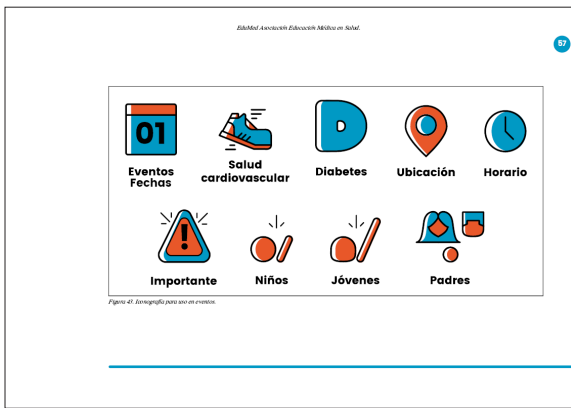 EduMed Asociación Educación Médica en Salud.
57
01
Eventos
Fechas
Salud
cardiovascular
D
Diabetes
Ubicación
Horario
!
Importante
Niños
Jóvenes
Padres
Figura 43. Iconografía para uso en eventos.